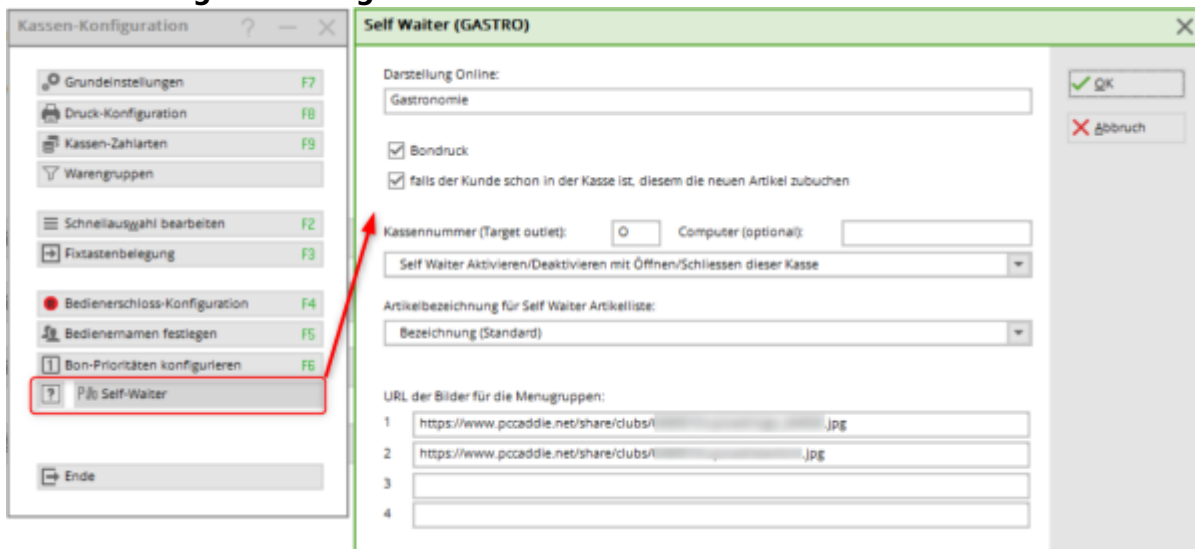 Kassen-Konfiguration ? — ✕
Grundeinstellungen F7
Druck-Konfiguration F8
Kassen-Zahlarten F9
Warengruppen
Schnellauswahl bearbeiten F2
Fixtastenbelegung F3
Bedienerschloss-Konfiguration F4
Bedienernamen festlegen F5
1 Bon-Prioritäten konfigurieren F6
? Self-Waiter
Ende
Self Waiter (GASTRO) ✕
Darstellung Online:
Gastronomie
Bondruck
falls der Kunde schon in der Kasse ist, diesem die neuen Artikel zubuchen
Kassennummer (Target outlet): O Computer (optional):
Self Waiter Aktivieren/Deaktivieren mit Öffnen/Schliessen dieser Kasse
Artikelbezeichnung für Self Waiter Artikelliste:
Bezeichnung (Standard)
URL der Bilder für die Menugruppen:
1 https://www.pccaddie.net/share/clubs/ .jpg
2 https://www.pccaddie.net/share/clubs/ .jpg
3
4
OK
Abbruch